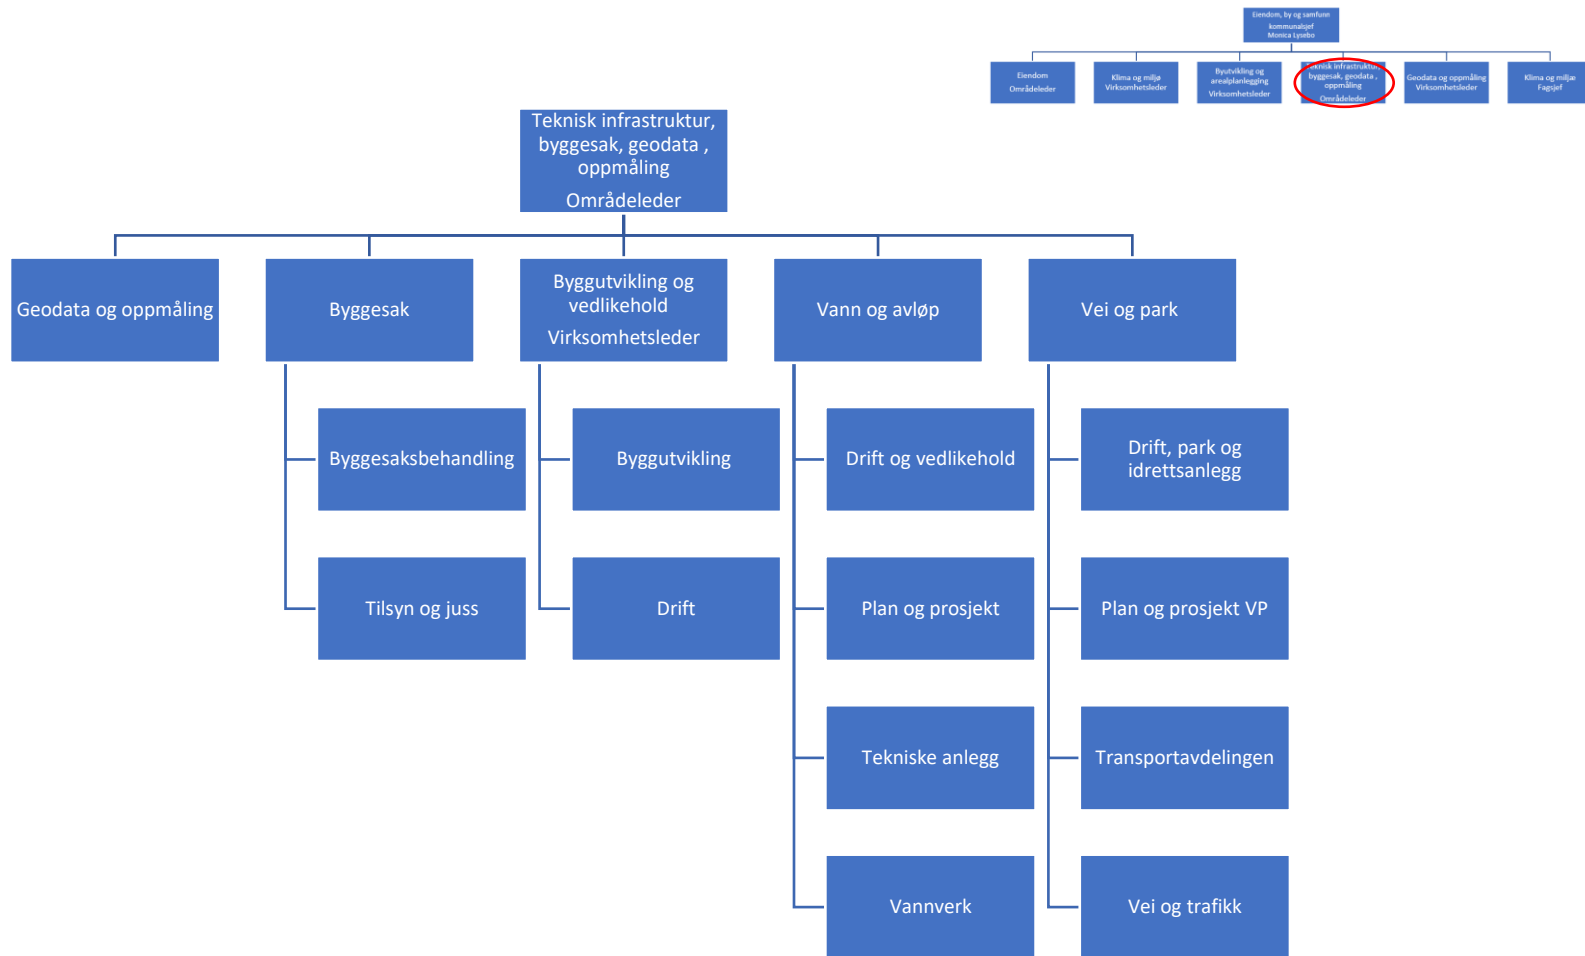 Eiendom, by og samfunn
kommunalsjef
Monica Lysebo
Eiendom
Områdeleder
Klima og miljø
Virksomhetsleder
Byutvikling og
arealplanlegging
Virksomhetsleder
Teknisk infrastruktur,
byggesak, geodata ,
oppmåling
Områdeleder
Geodata og oppmåling
Virksomhetsleder
Klima og miljøe
Fagsjef
Teknisk infrastruktur,
byggesak, geodata ,
oppmåling
Områdeleder
Geodata og oppmåling
Byggesak
Byggutvikling og
vedlikehold
Virksomhetsleder
Vann og avløp
Vei og park
Byggesaksbehandling
Byggutvikling
Drift og vedlikehold
Drift, park og
idrettsanlegg
Tilsyn og juss
Drift
Plan og prosjekt
Plan og prosjekt VP
Tekniske anlegg
Transportavdelingen
Vannverk
Vei og trafikk